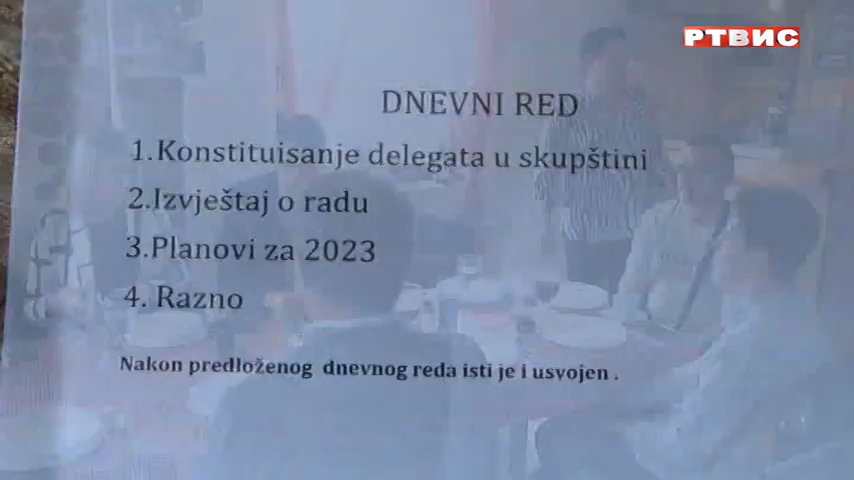 РТВИС
DNEVNI RED
1.Konstituisanje delegata u skupštini
2.Izvještaj o radu
3.Planovi za 2023
4. Razno
Nakon predloženog dnevnog reda isti je i usvojen .